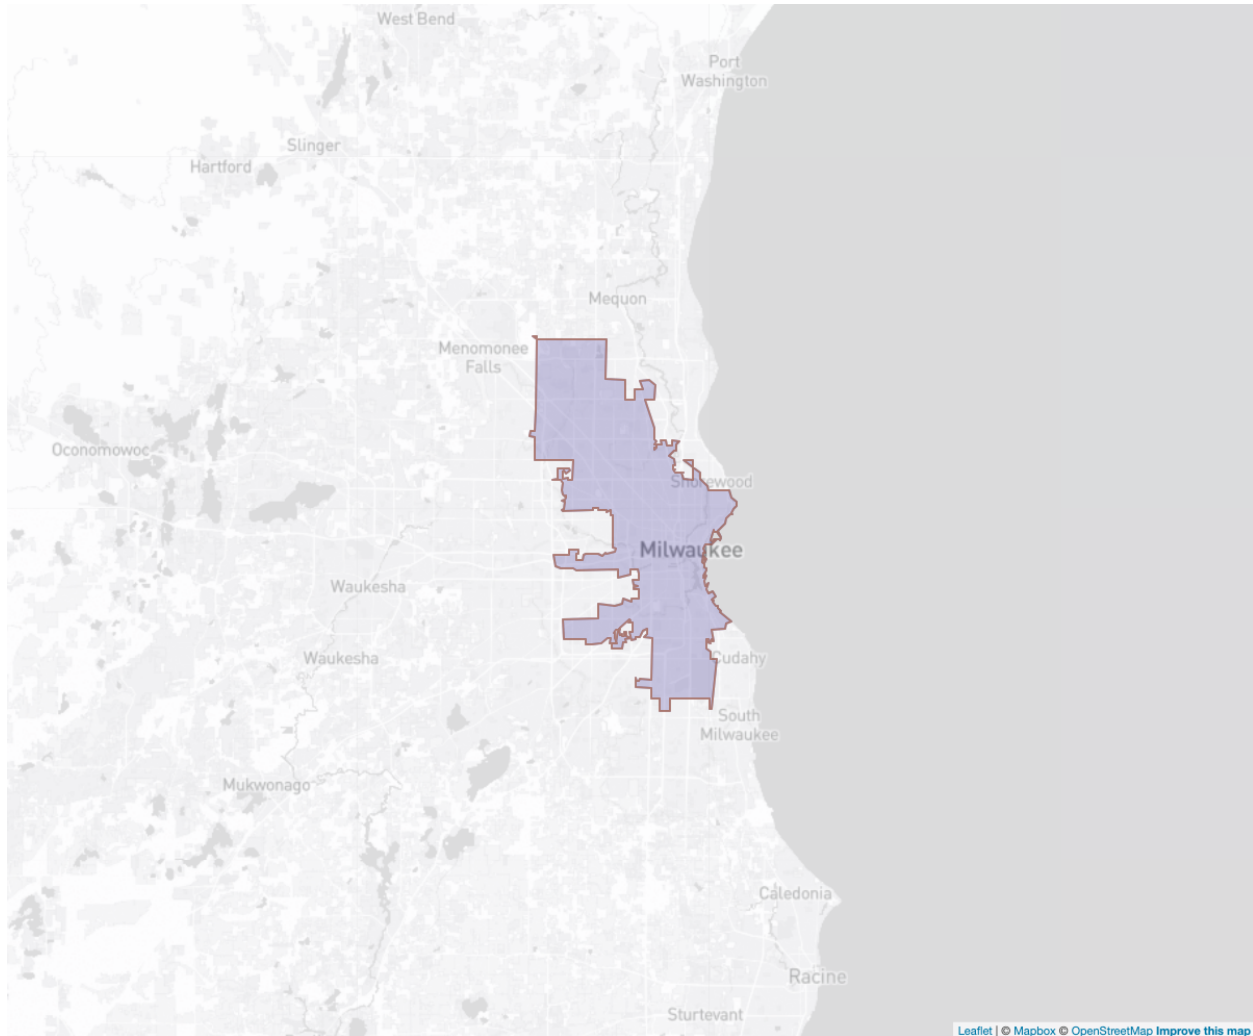 West Bend
Port
Washington
Slinger
Hartford
Mequon
Menomonee
Falls
Oconomowoc
Shorewood
Milwaukee
Waukesha
Waukesha
Cudahy
South
Milwaukee
Mukwonago
Caledonia
Racine
Sturtevant
Leaflet | © Mapbox © OpenStreetMap Improve this map